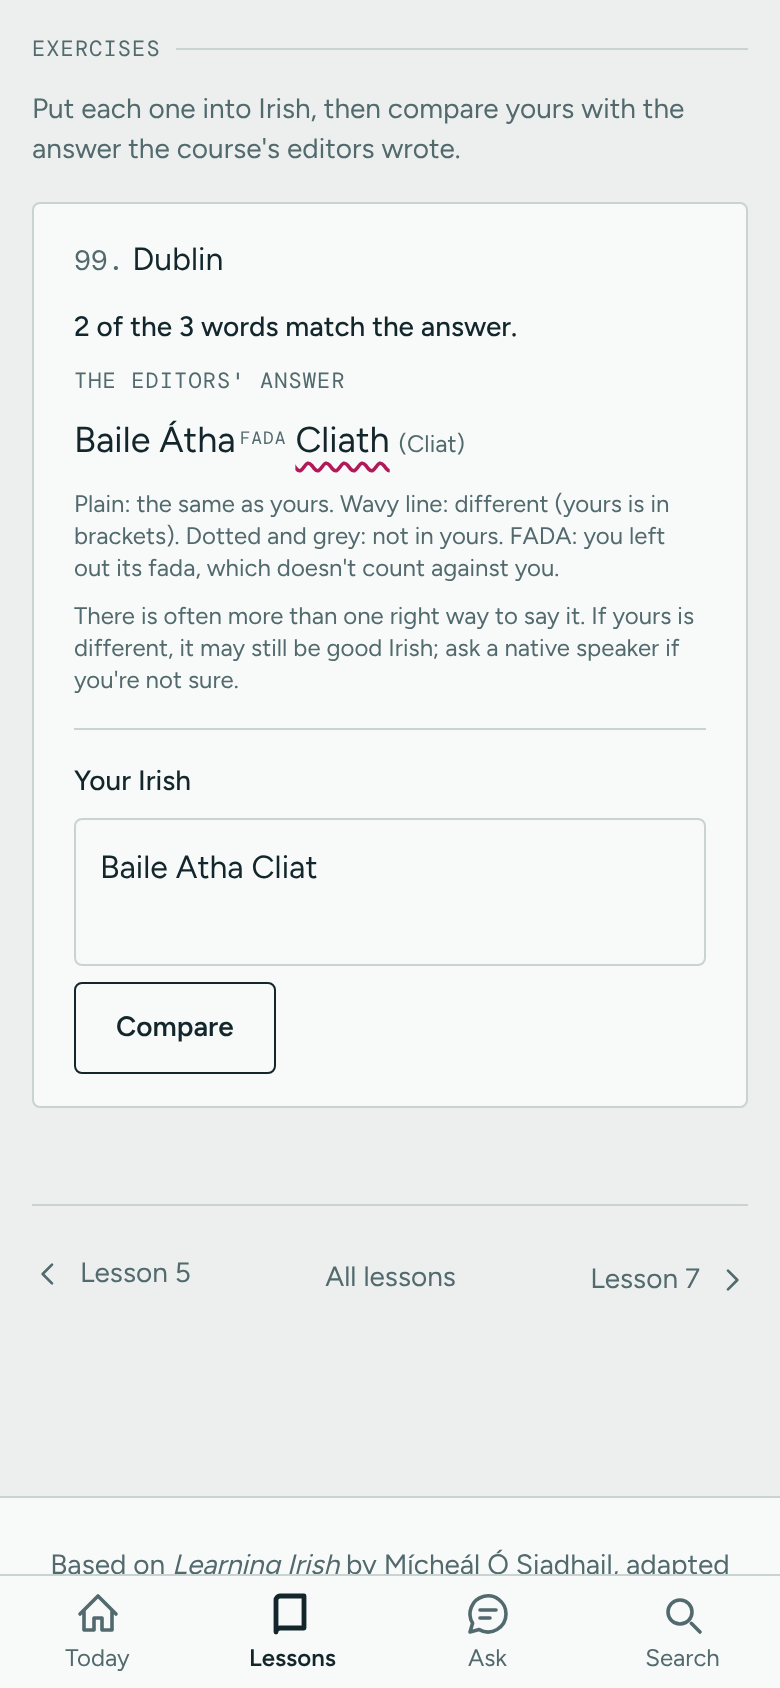 EXERCISES
Put each one into Irish, then compare yours with the
answer the course's editors wrote.
99. Dublin
2 of the 3 words match the answer.
THE EDITORS' ANSWER
Baile Átha FADA Cliath (Cliat)
Plain: the same as yours. Wavy line: different (yours is in
brackets). Dotted and grey: not in yours. FADA: you left
out its fada, which doesn't count against you.
There is often more than one right way to say it. If yours is
different, it may still be good Irish; ask a native speaker if
you're not sure.
Your Irish
Baile Atha Cliat
Compare
Lesson 5
All lessons
Lesson 7
Based on Learning Irish by Mícheál Ó Siadhail, adapted
Today
Lessons
Ask
Search